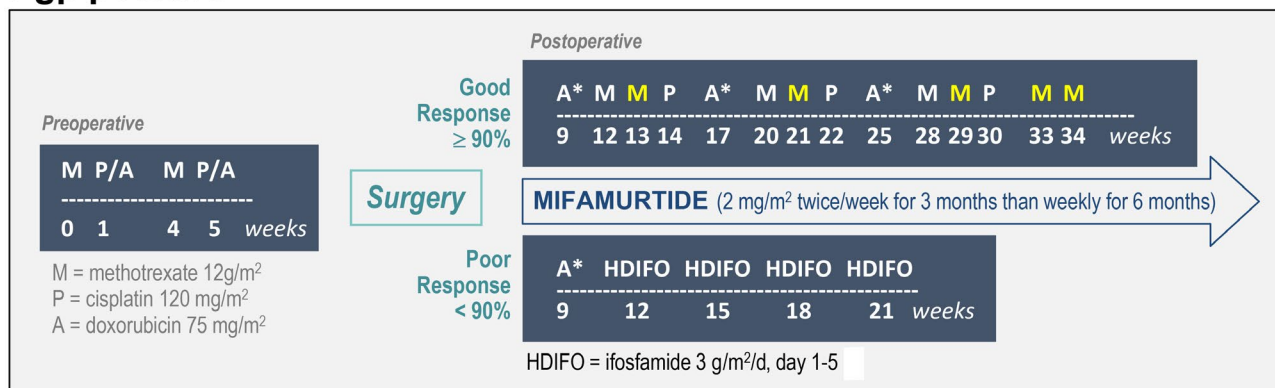 Preoperative
M P/A M P/A
0 1 4 5 weeks
M = methotrexate 12g/m²
P = cisplatin 120 mg/m²
A = doxorubicin 75 mg/m²
Surgery
Postoperative
Good
Response
≥ 90%
A* M M P A* M M P A* M M P M M
9 12 13 14 17 20 21 22 25 28 29 30 33 34 weeks
MIFAMURTIDE (2 mg/m² twice/week for 3 months than weekly for 6 months)
Poor
Response
< 90%
A* HDIFO HDIFO HDIFO HDIFO
9 12 15 18 21 weeks
HDIFO = ifosfamide 3 g/m²/d, day 1-5